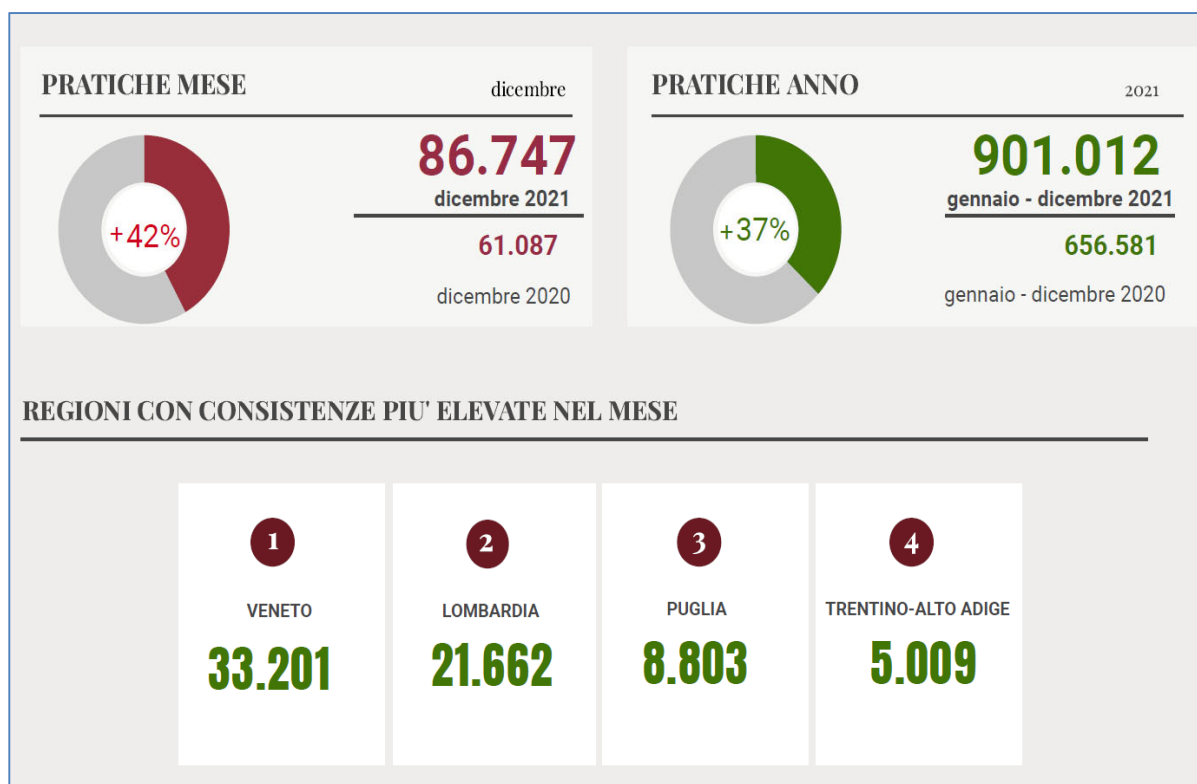 PRATICHE MESE
dicembre
+42%
86.747
dicembre 2021
61.087
dicembre 2020
PRATICHE ANNO
2021
+37%
901.012
gennaio - dicembre 2021
656.581
gennaio - dicembre 2020
REGIONI CON CONSISTENZE PIU' ELEVATE NEL MESE
1
VENETO
33.201
2
LOMBARDIA
21.662
3
PUGLIA
8.803
4
TRENTINO-ALTO ADIGE
5.009